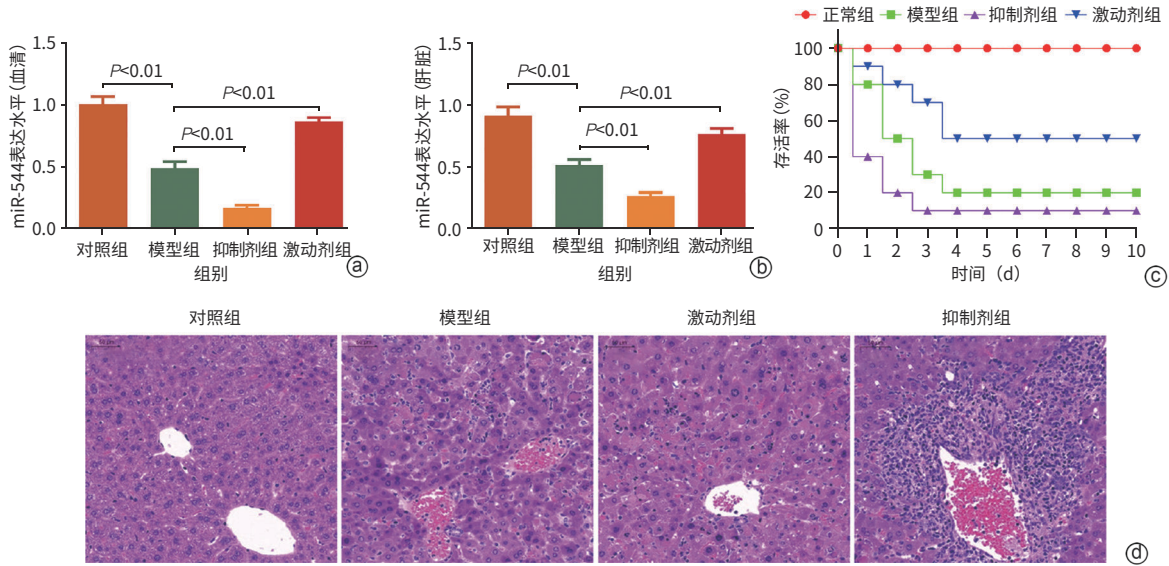 miR-544表达水平(血清)
1.5
1.0
0.5
0.0
P<0.01
P<0.01
P<0.01
对照组 模型组 抑制剂组 激动剂组
组别
ⓐ
miR-544表达水平(肝脏)
1.5
1.0
0.5
0.0
P<0.01
P<0.01
P<0.01
对照组 模型组 抑制剂组 激动剂组
组别
ⓑ
正常组 模型组 抑制剂组 激动剂组
存活率(%)
100
80
60
40
20
0
0 1 2 3 4 5 6 7 8 9 10
时间(d)
ⓒ
对照组 模型组 激动剂组 抑制剂组
ⓓ